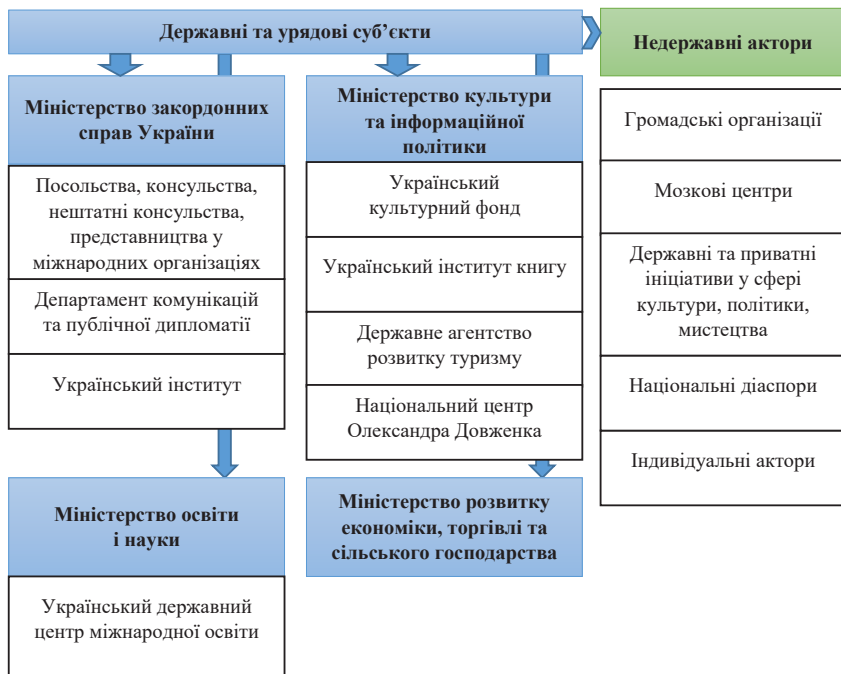 Державні та урядові суб’єкти
Недержавні актори
Міністерство закордонних
справ України
Посольства, консульства,
нештатні консульства,
представництва у
міжнародних організаціях
Департамент комунікацій
та публічної дипломатії
Український інститут
Міністерство освіти
і науки
Український державний
центр міжнародної освіти
Міністерство культури
та інформаційної
політики
Український
культурний фонд
Український інститут книгу
Державне агентство
розвитку туризму
Національний центр
Олександра Довженка
Міністерство розвитку
економіки, торгівлі та
сільського господарства
Громадські організації
Мозкові центри
Державні та приватні
ініціативи у сфері
культури, політики,
мистецтва
Національні діаспори
Індивідуальні актори